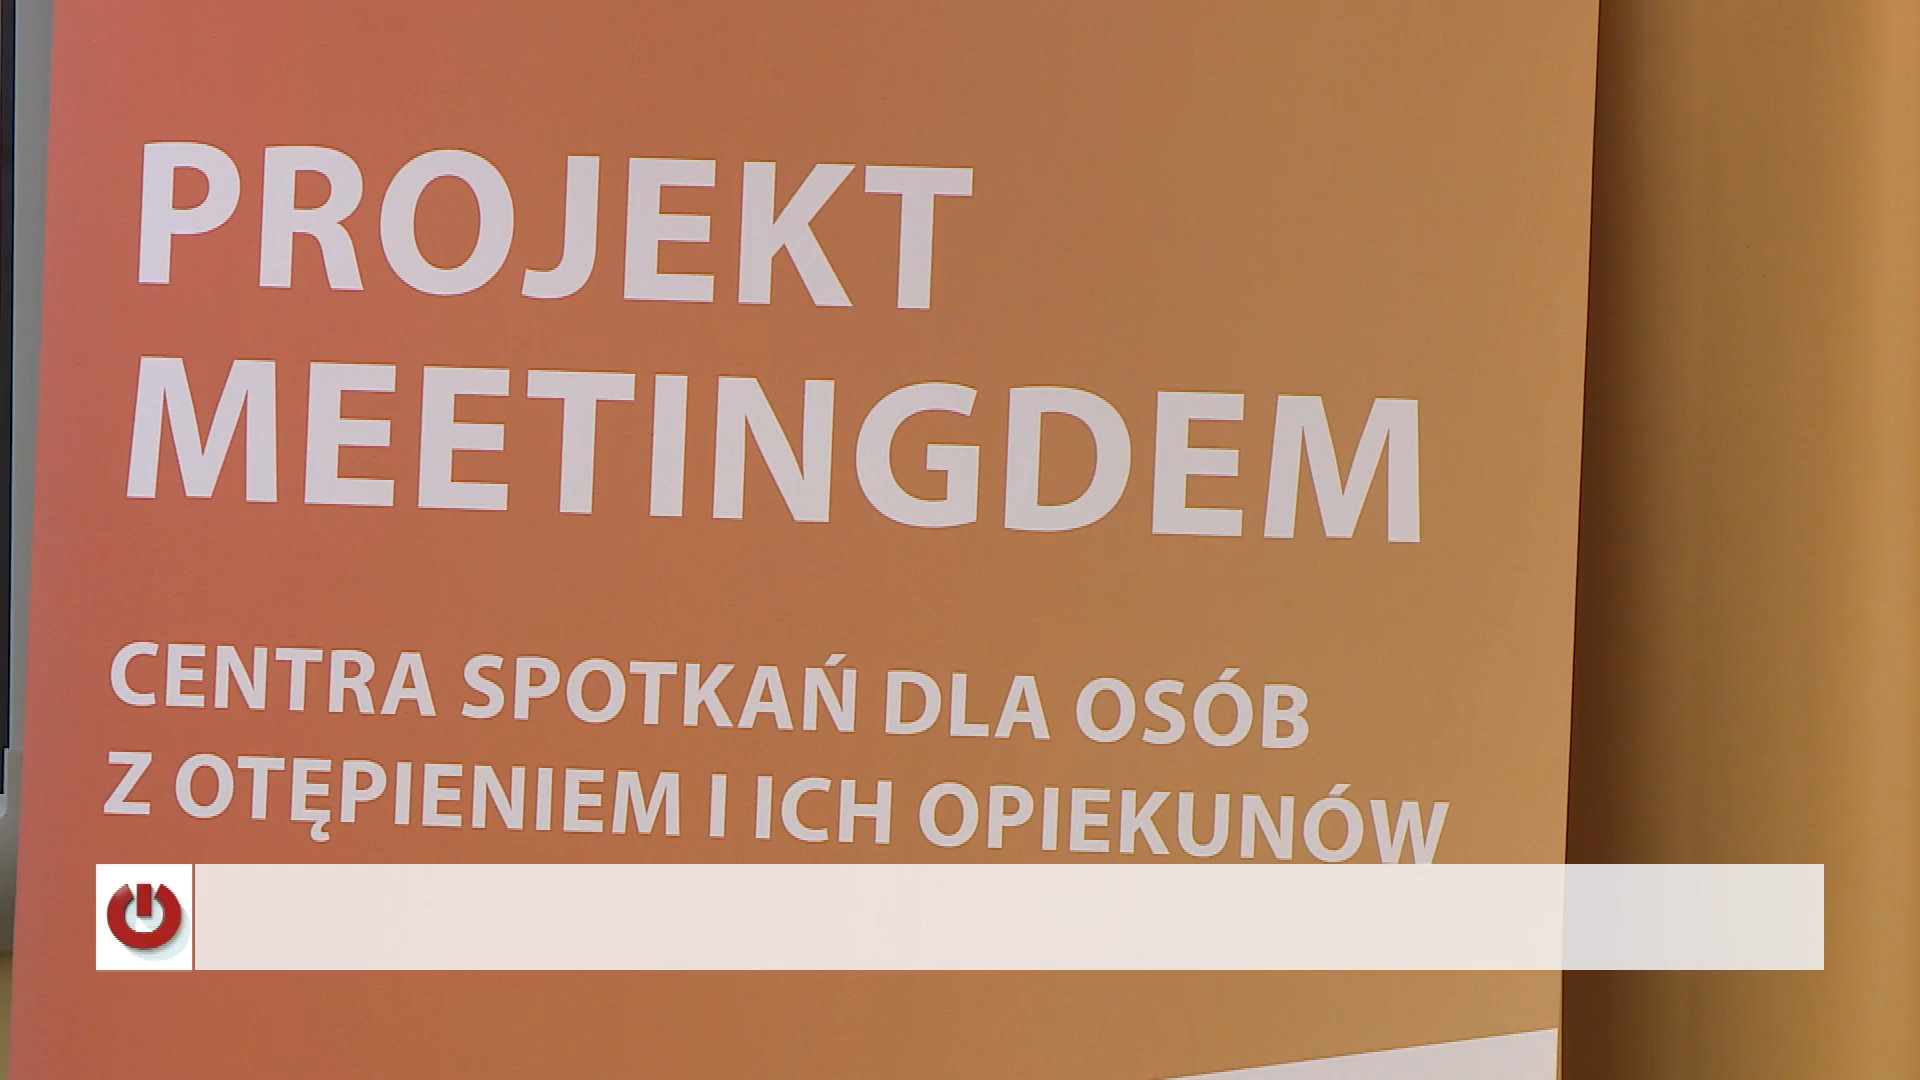 PROJEKT
MEETINGDEM
CENTRA SPOTKAŃ DLA OSÓB
Z OTĘPIENIEM I ICH OPIEKUNÓW